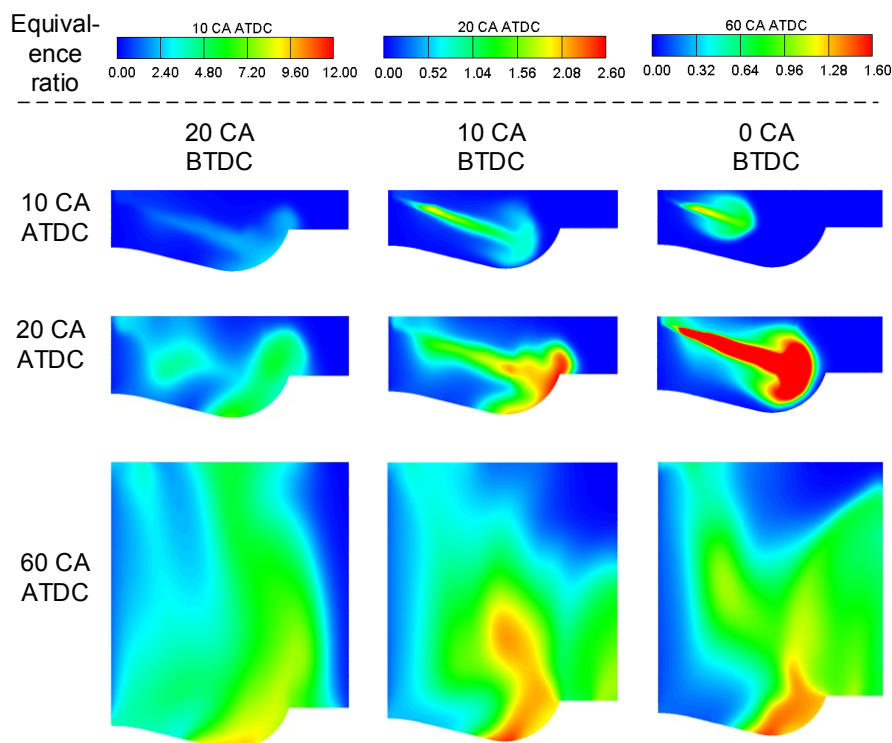 Equival-
ence
ratio
10 CA ATDC
0.00 2.40 4.80 7.20 9.60 12.00
20 CA ATDC
0.00 0.52 1.04 1.56 2.08 2.60
60 CA ATDC
0.00 0.32 0.64 0.96 1.28 1.60
20 CA
BTDC
10 CA
BTDC
0 CA
BTDC
10 CA
ATDC
20 CA
ATDC
60 CA
ATDC